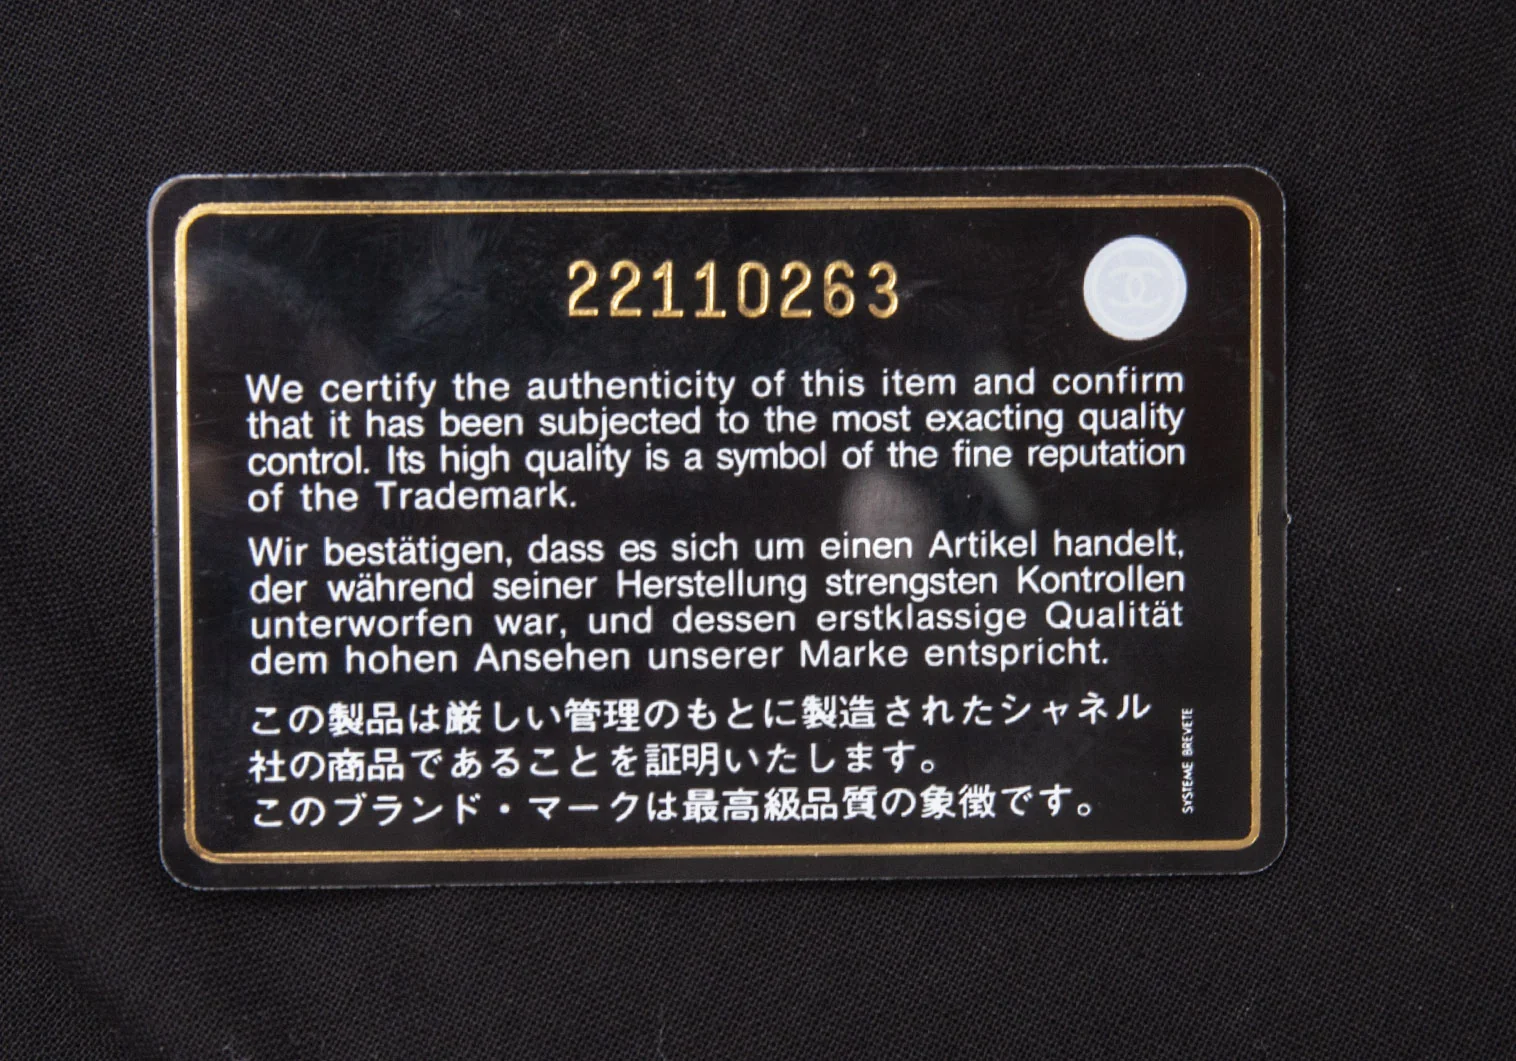 22110263
We certify the authenticity of this item and confirm
that it has been subjected to the most exacting quality
control. Its high quality is a symbol of the fine reputation
of the Trademark.
Wir bestätigen, dass es sich um einen Artikel handelt,
der während seiner Herstellung strengsten Kontrollen
unterworfen war, und dessen erstklassige Qualität
dem hohen Ansehen unserer Marke entspricht.
この製品は厳しい管理のもとに製造されたシャネル
社の商品であることを証明いたします。
このブランド・マークは最高級品質の象徴です。
SYSTEME BREVETE